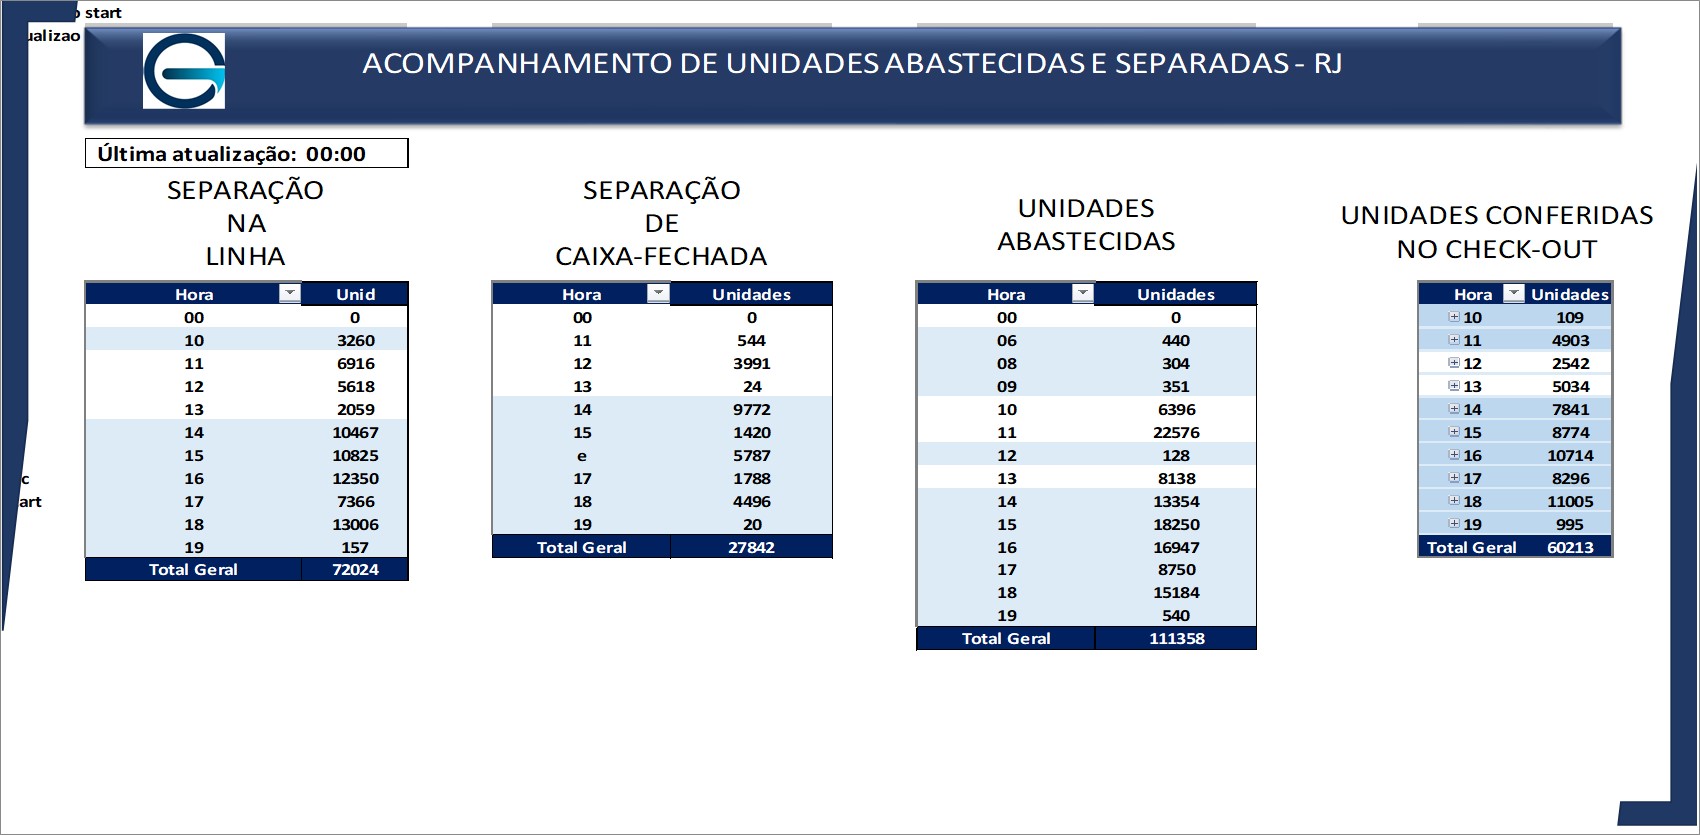 start
ACOMPANHAMENTO DE UNIDADES ABASTECIDAS E SEPARADAS - RJ
Última atualização: 00:00
SEPARAÇÃO
NA
LINHA
Hora Unid
00 0
10 3260
11 6916
12 5618
13 2059
14 10467
15 10825
16 12350
17 7366
18 13006
19 157
Total Geral 72024
SEPARAÇÃO
DE
CAIXA-FECHADA
Hora Unidades
00 0
11 544
12 3991
13 24
14 9772
15 1420
e 5787
17 1788
18 4496
19 20
Total Geral 27842
UNIDADES
ABASTECIDAS
Hora Unidades
00 0
06 440
08 304
09 351
10 6396
11 22576
12 128
13 8138
14 13354
15 18250
16 16947
17 8750
18 15184
19 540
Total Geral 111358
UNIDADES CONFERIDAS
NO CHECK-OUT
Hora Unidades
10 109
11 4903
12 2542
13 5034
14 7841
15 8774
16 10714
17 8296
18 11005
19 995
Total Geral 60213